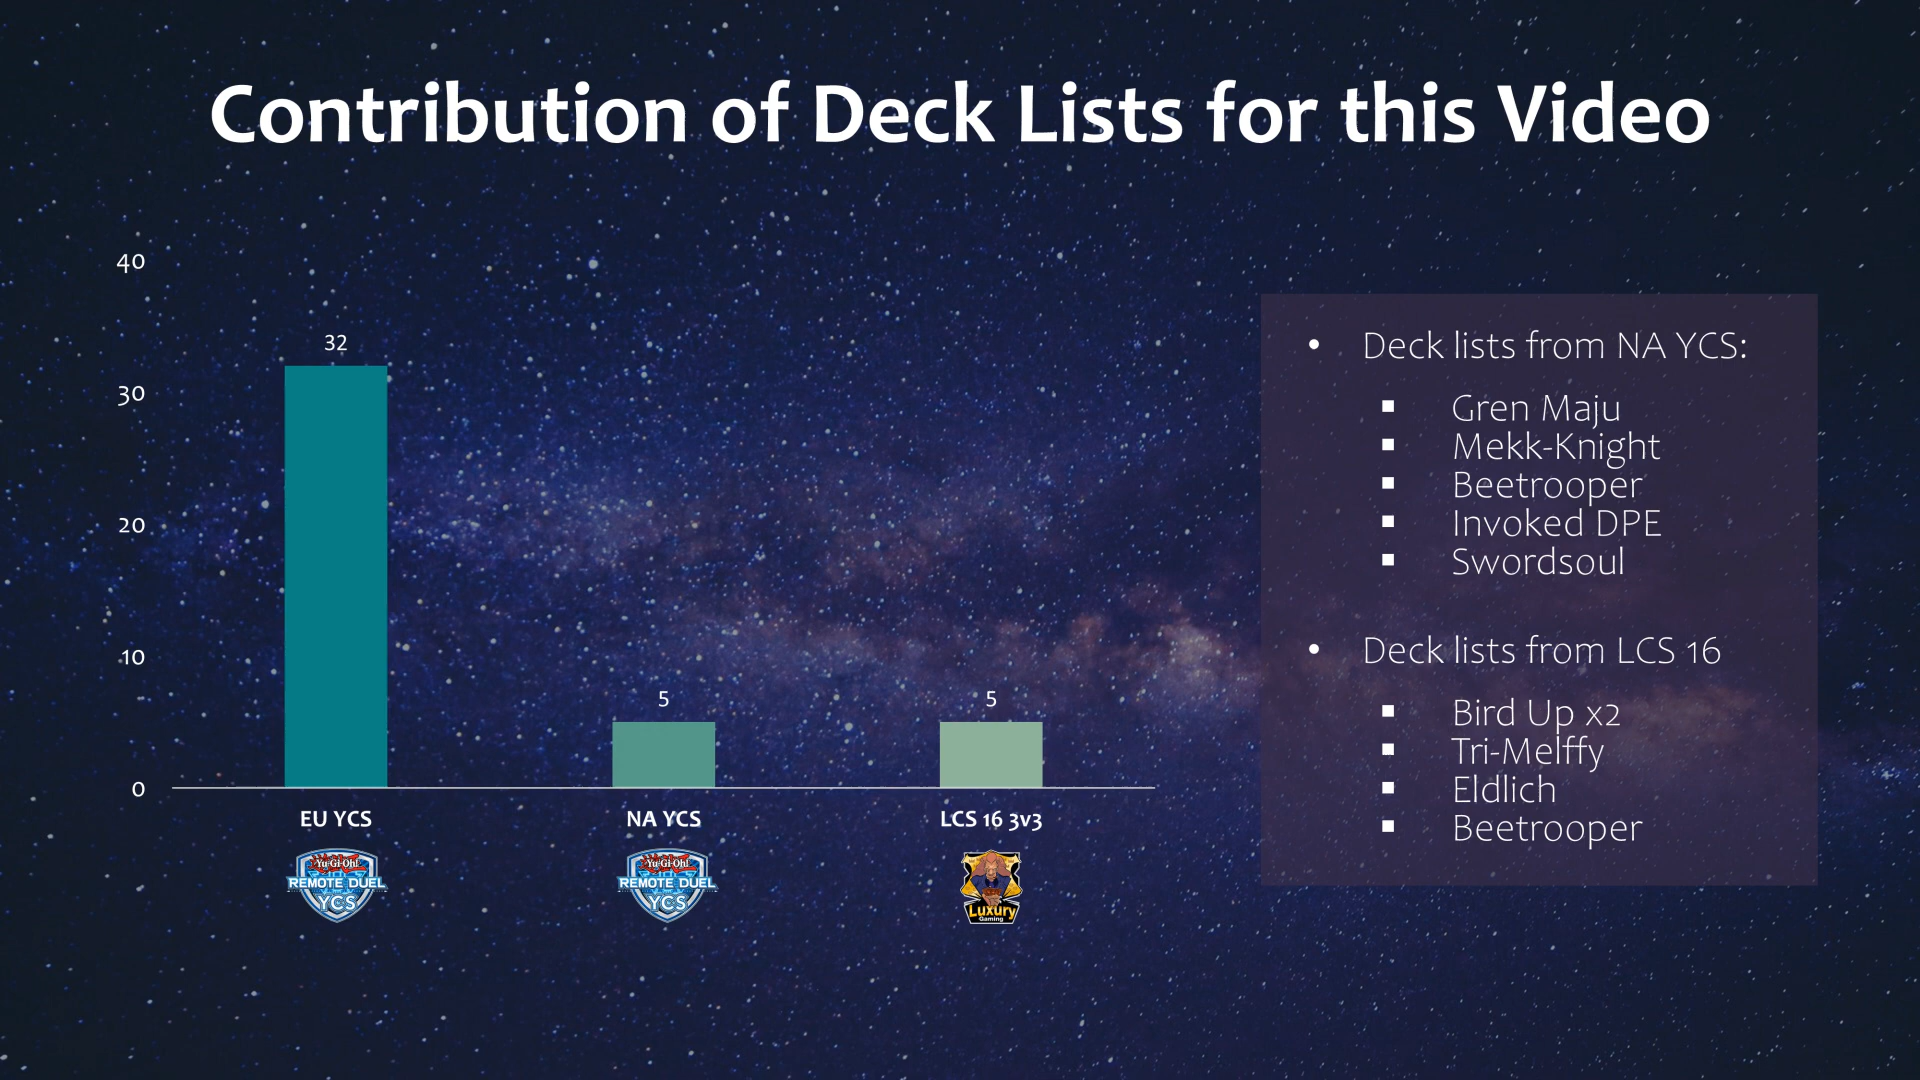 Contribution of Deck Lists for this Video
40
30
20
10
0
32
5
5
EU YCS
NA YCS
LCS 16 3v3
Yu-Gi-Oh!
REMOTE DUEL
YCS
Yu-Gi-Oh!
REMOTE DUEL
YCS
Luxury
Gaming
• Deck lists from NA YCS:
▪ Gren Maju
▪ Mekk-Knight
▪ Beetrooper
▪ Invoked DPE
▪ Swordsoul
• Deck lists from LCS 16
▪ Bird Up x2
▪ Tri-Melffy
▪ Eldlich
▪ Beetrooper